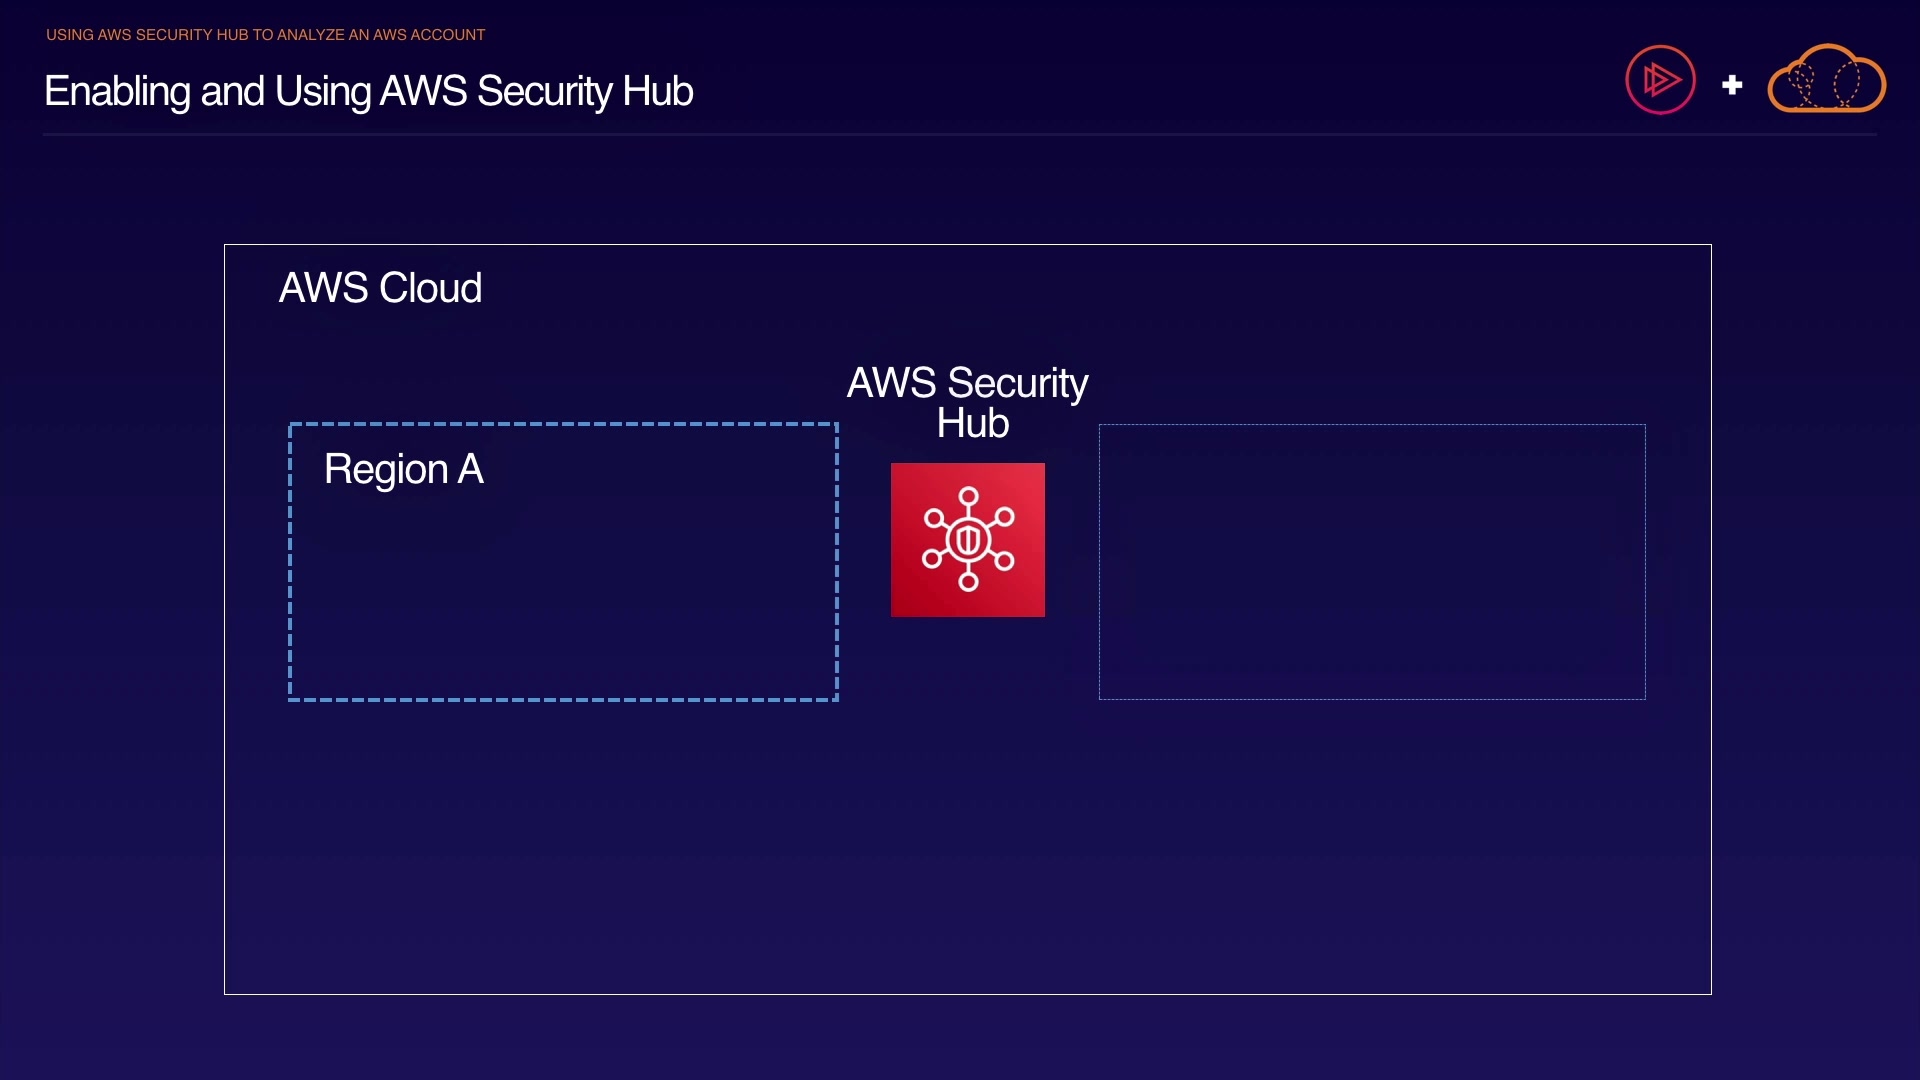 USING AWS SECURITY HUB TO ANALYZE AN AWS ACCOUNT
Enabling and Using AWS Security Hub
AWS Cloud
AWS Security
Hub
Region A